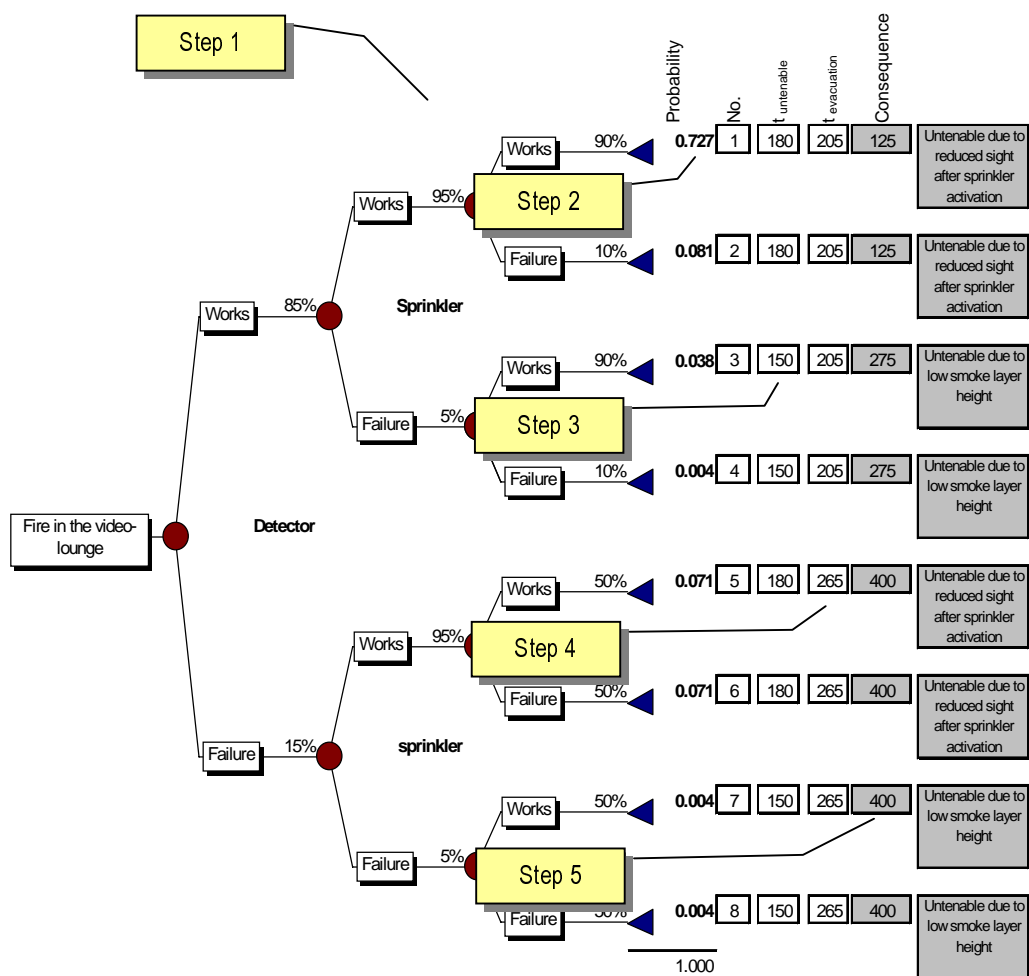 Step 1
Probability
No.
t untenable
t evacuation
Consequence
Works
90%
0.727
1
180
205
125
Untenable due to
reduced sight
after sprinkler
activation
Works
95%
Step 2
Failure
10%
0.081
2
180
205
125
Untenable due to
reduced sight
after sprinkler
activation
Works
85%
Sprinkler
Works
90%
0.038
3
150
205
275
Untenable due to
low smoke layer
height
Failure
5%
Step 3
Failure
10%
0.004
4
150
205
275
Untenable due to
low smoke layer
height
Fire in the video-
lounge
Detector
Works
50%
0.071
5
180
265
400
Untenable due to
reduced sight
after sprinkler
activation
Works
95%
Step 4
Failure
50%
0.071
6
180
265
400
Untenable due to
reduced sight
after sprinkler
activation
Failure
15%
sprinkler
Works
50%
0.004
7
150
265
400
Untenable due to
low smoke layer
height
Failure
5%
Step 5
Failure
50%
0.004
8
150
265
400
Untenable due to
low smoke layer
height
1.000